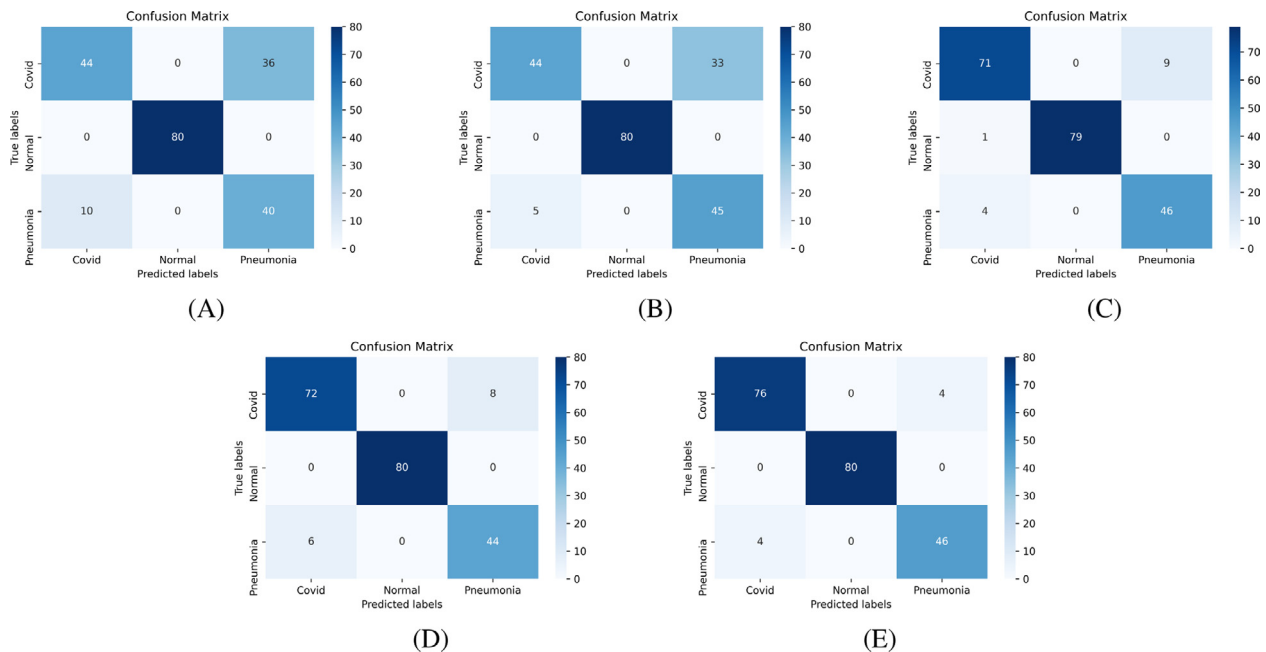 Confusion Matrix
Covid 44 0 36
Normal 0 80 0
Pneumonia 10 0 40
Covid Normal Pneumonia
Predicted labels
True labels
80
70
60
50
40
30
20
10
0
(A)
Confusion Matrix
Covid 44 0 33
Normal 0 80 0
Pneumonia 5 0 45
Covid Normal Pneumonia
Predicted labels
True labels
80
70
60
50
40
30
20
10
0
(B)
Confusion Matrix
Covid 71 0 9
Normal 1 79 0
Pneumonia 4 0 46
Covid Normal Pneumonia
Predicted labels
True labels
70
60
50
40
30
20
10
0
(C)
Confusion Matrix
Covid 72 0 8
Normal 0 80 0
Pneumonia 6 0 44
Covid Normal Pneumonia
Predicted labels
True labels
80
70
60
50
40
30
20
10
0
(D)
Confusion Matrix
Covid 76 0 4
Normal 0 80 0
Pneumonia 4 0 46
Covid Normal Pneumonia
Predicted labels
True labels
80
70
60
50
40
30
20
10
0
(E)